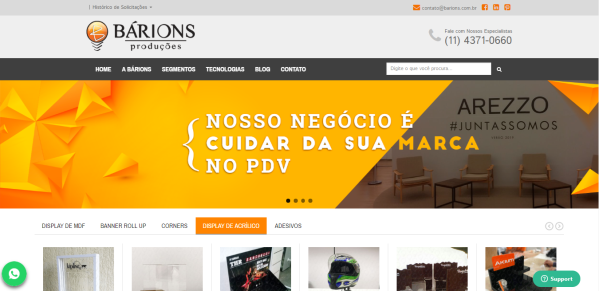 | Histórico de Solicitações
contato@barions.com.br
BÁRIONS
produções
Fale com Nossos Especialistas
(11) 4371-0660
HOME A BÁRIONS SEGMENTOS TECNOLOGIAS BLOG CONTATO
Digite o que você procura...
AREZZO
#JUNTASSOMOS
NOSSO NEGÓCIO É
CUIDAR DA SUA MARCA
NO PDV
DISPLAY DE MDF BANNER ROLL UP CORNERS DISPLAY DE ACRÍLICO ADESIVOS
Support